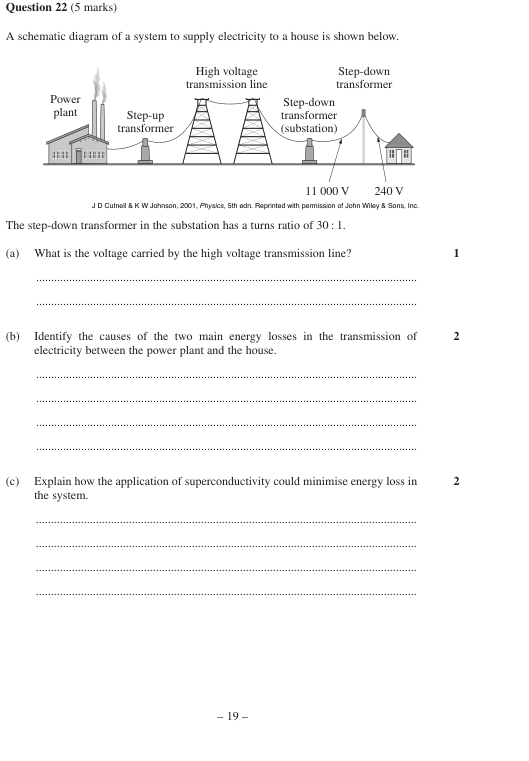 Question 22 (5 marks)
A schematic diagram of a system to supply electricity to a house is shown below.
High voltage
transmission line
Step-down
transformer
Power
plant
Step-up
transformer
Step-down
transformer
(substation)
11 000 V
240 V
J D Cutnell & K W Johnson, 2001, Physics, 5th edn. Reprinted with permission of John Wiley & Sons, Inc.
The step-down transformer in the substation has a turns ratio of 30 : 1.
(a) What is the voltage carried by the high voltage transmission line? 1
(b) Identify the causes of the two main energy losses in the transmission of 2
electricity between the power plant and the house.
(c) Explain how the application of superconductivity could minimise energy loss in 2
the system.
– 19 –